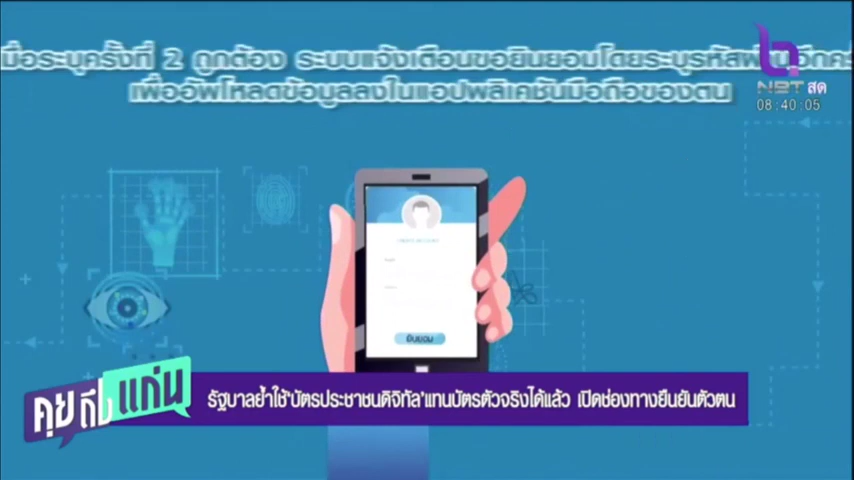 เมื่อระบุครั้งที่ 2 ถูกต้อง ระบบแจ้งเตือนขอยินยอมโดยระบุรหัสพิน อีกครั้
เพื่ออัพโหลดข้อมูลลงในแอปพลิเคชันมือถือของตน
NBT สด
08:40:05
ยินยอม
คุยถึงแก่น
รัฐบาลย้ำใช้'บัตรประชาชนดิจิทัล'แทนบัตรตัวจริงได้แล้ว เปิดช่องทางยืนยันตัวตน